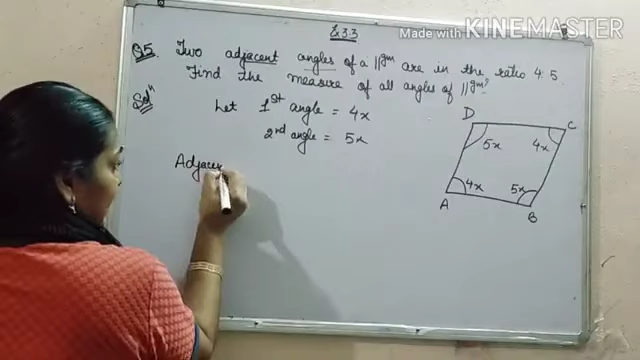 Made with KINEMASTER
Ex 3.3
Q5. Two adjacent angles of a ||gm are in the ratio 4:5.
Find the measure of all angles of ||gm?
Solⁿ
Let 1st angle = 4x
2nd angle = 5x
Adjacen
D
C
5x
4x
4x
5x
A
B